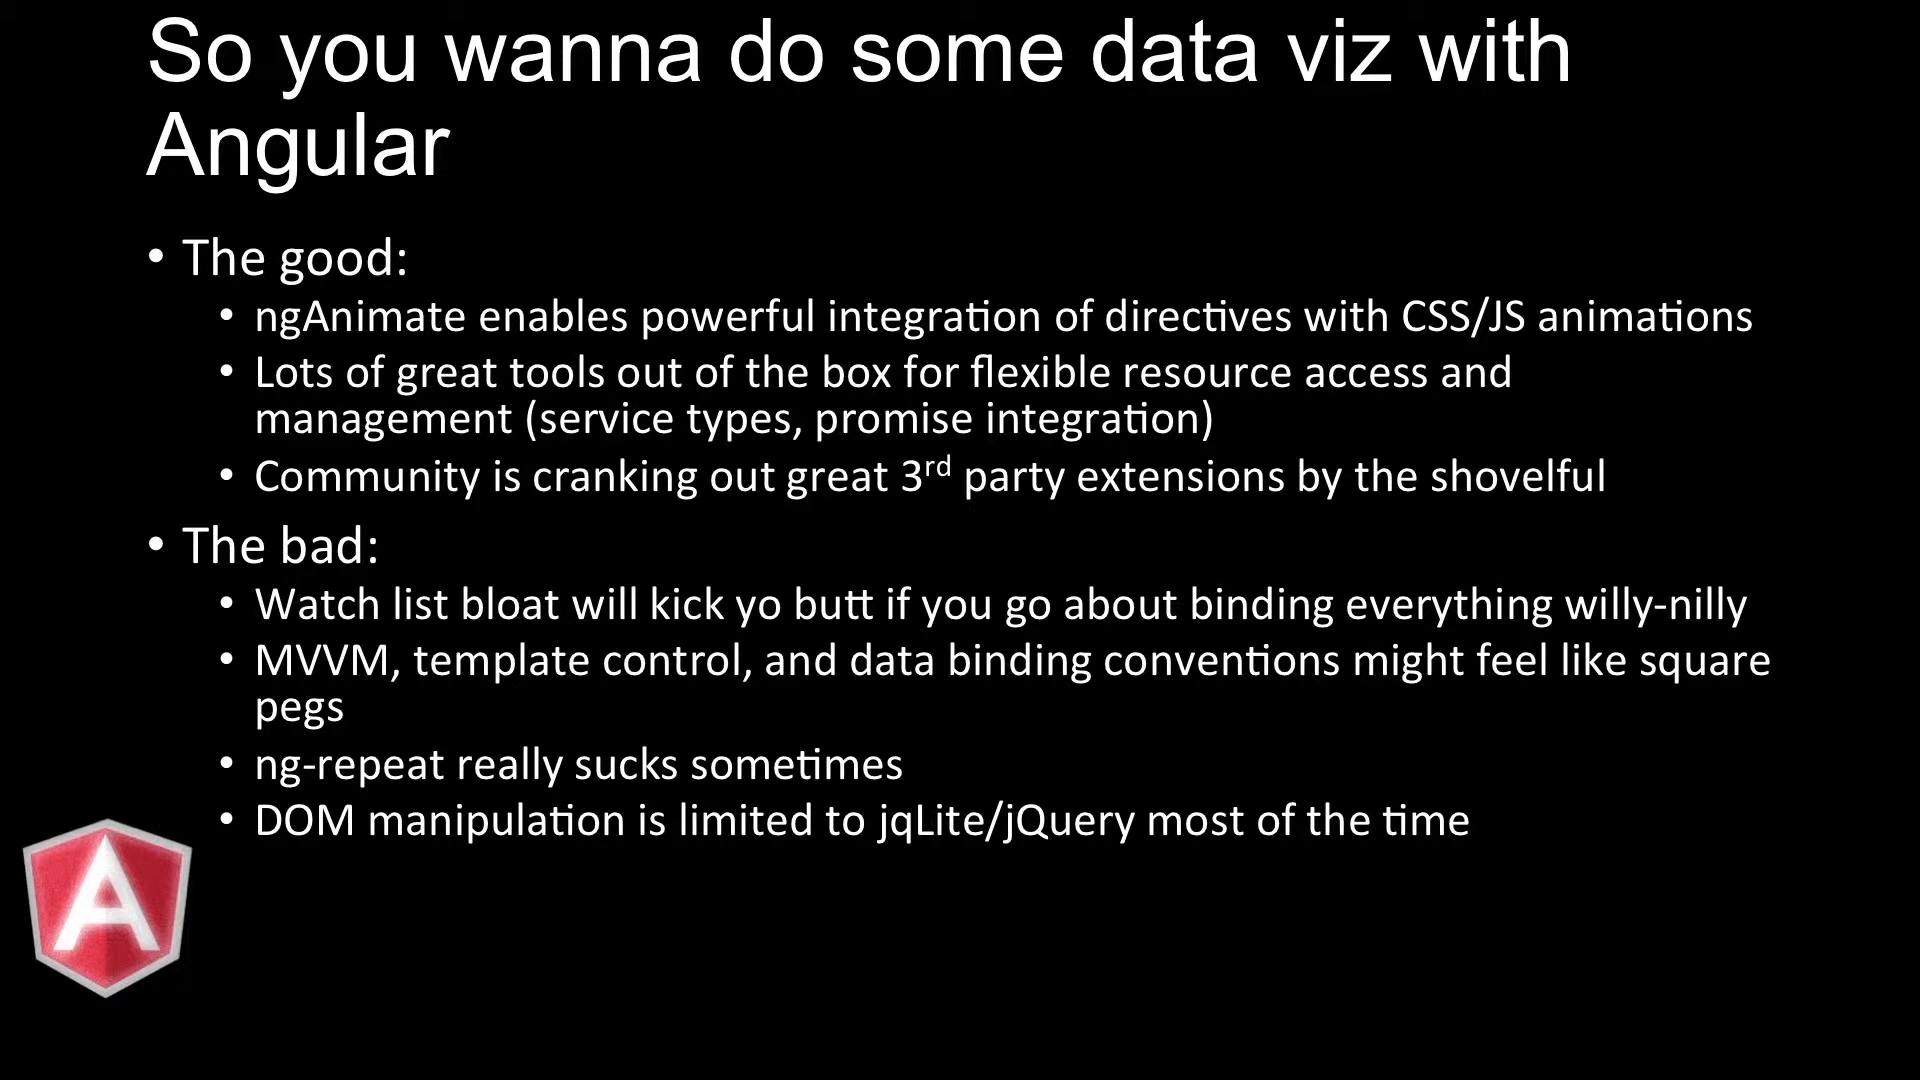 So you wanna do some data viz with
Angular
• The good:
• ngAnimate enables powerful integration of directives with CSS/JS animations
• Lots of great tools out of the box for flexible resource access and
management (service types, promise integration)
• Community is cranking out great 3rd party extensions by the shovelful
• The bad:
• Watch list bloat will kick yo butt if you go about binding everything willy-nilly
• MVVM, template control, and data binding conventions might feel like square
pegs
• ng-repeat really sucks sometimes
• DOM manipulation is limited to jqLite/jQuery most of the time
A